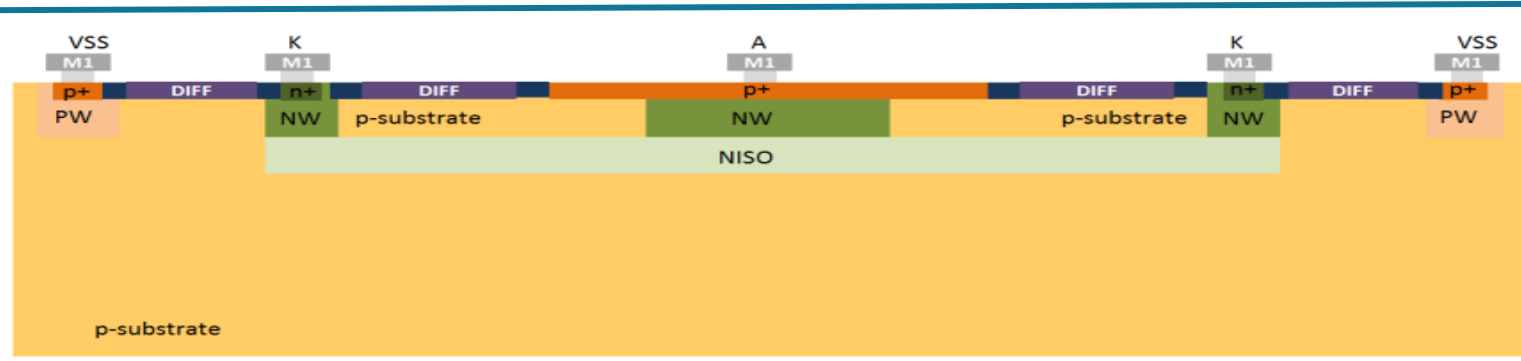 VSS K A K VSS
M1 M1 M1 M1 M1
p+ DIFF n+ DIFF p+ DIFF n+ DIFF p+
PW NW p-substrate NW p-substrate NW PW
NISO
p-substrate